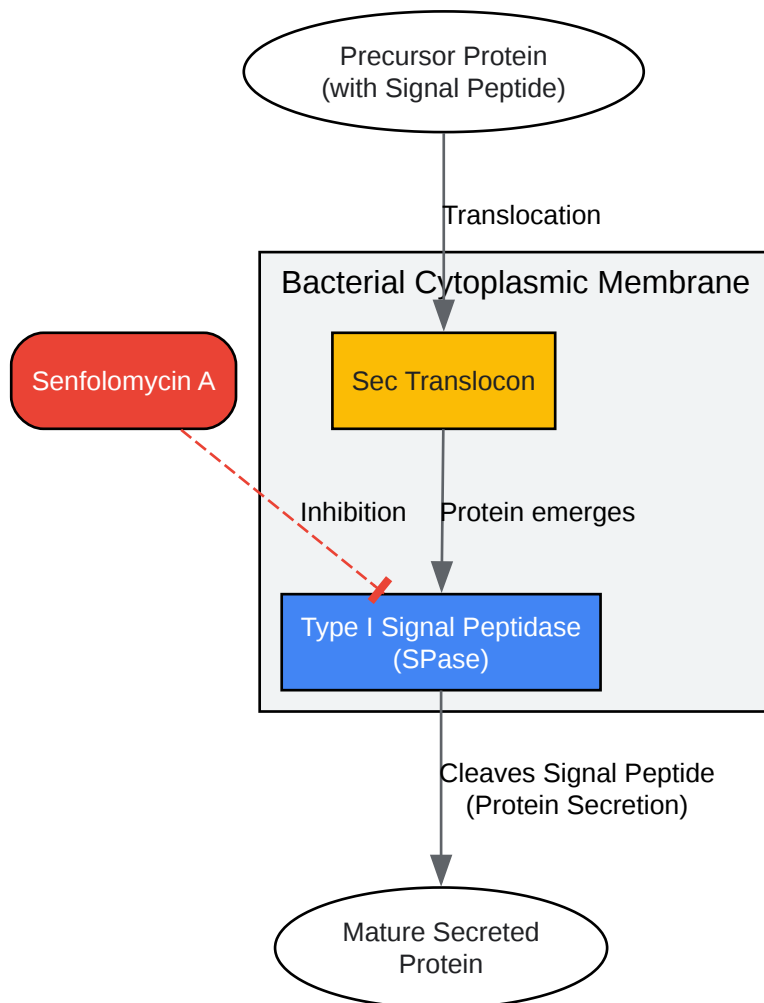 Precursor Protein
(with Signal Peptide)
Translocation
Bacterial Cytoplasmic Membrane
Senfolomycin A
Sec Translocon
Inhibition
Protein emerges
Type I Signal Peptidase
(SPase)
Cleaves Signal Peptide
(Protein Secretion)
Mature Secreted
Protein